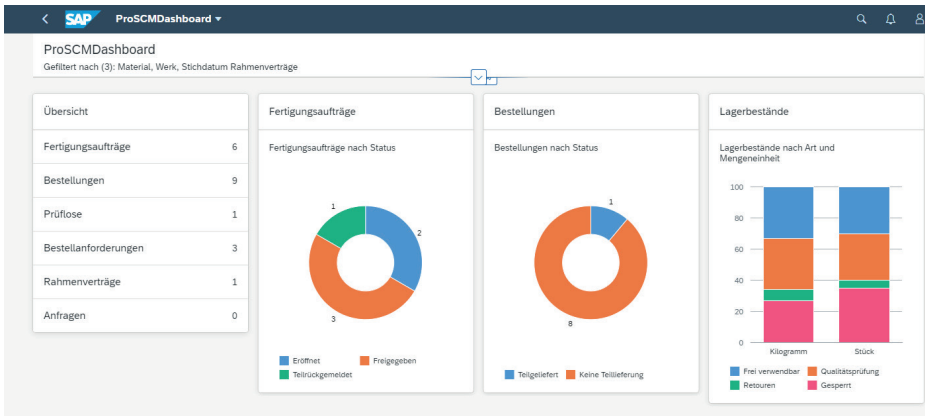 SAP ProSCMDashboard
ProSCMDashboard
Gefiltert nach (3): Material, Werk, Stichdatum Rahmenverträge
Übersicht
Fertigungsaufträge 6
Bestellungen 9
Prüflose 1
Bestellanforderungen 3
Rahmenverträge 1
Anfragen 0
Fertigungsaufträge
Fertigungsaufträge nach Status
1
2
3
Eröffnet Freigegeben
Teilrückgemeldet
Bestellungen
Bestellungen nach Status
1
8
Teilgeliefert Keine Teillieferung
Lagerbestände
Lagerbestände nach Art und
Mengeneinheit
100
80
60
40
20
0
Kilogramm Stück
Frei verwendbar Qualitätsprüfung
Retouren Gesperrt